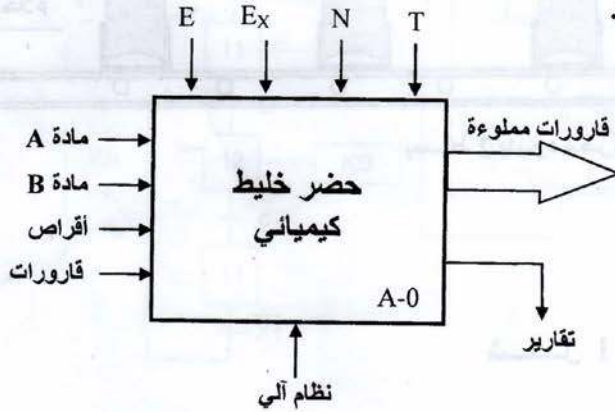 E Ex N T
مادة A
مادة B
أقراص
قارورات
حضر خليط
كيميائي
A-0
قارورات مملوءة
تقارير
نظام آلي